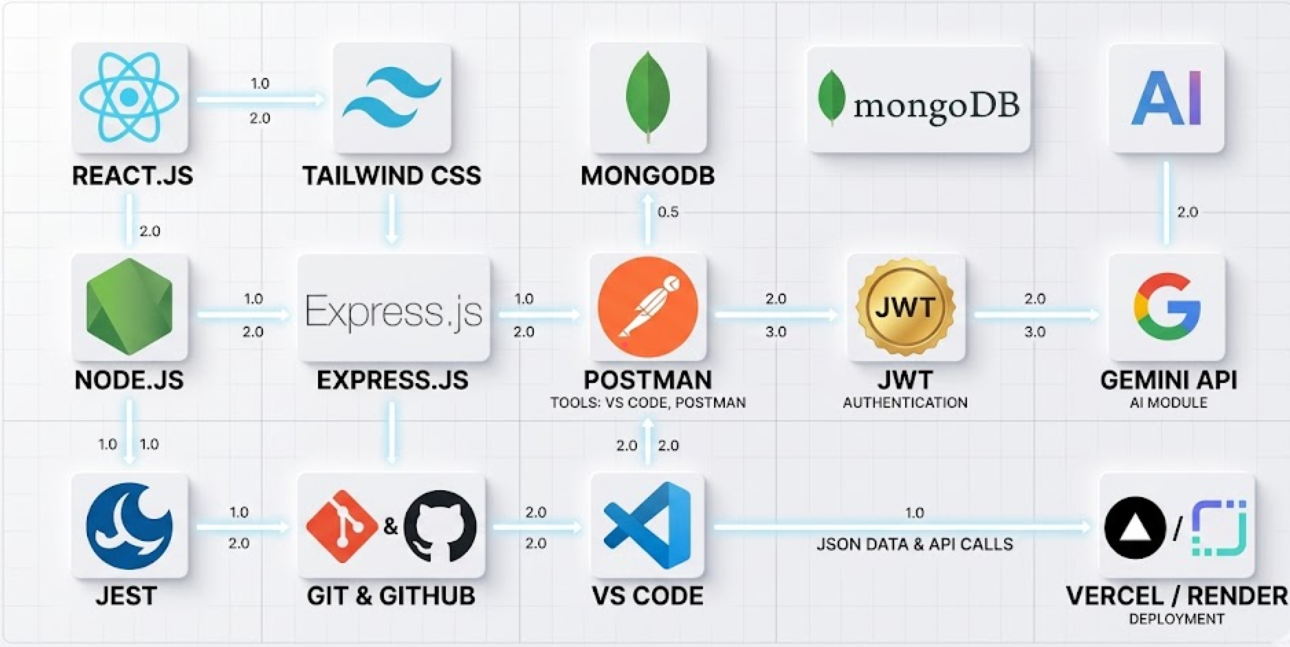 1.0
2.0
mongoDB
AI
REACT.JS
TAILWIND CSS
MONGODB
2.0
0.5
2.0
1.0
2.0
Express.js
1.0
2.0
2.0
3.0
JWT
2.0
3.0
NODE.JS
EXPRESS.JS
POSTMAN
TOOLS: VS CODE, POSTMAN
JWT
AUTHENTICATION
GEMINI API
AI MODULE
1.0 1.0
2.0 2.0
1.0
2.0
&
2.0
2.0
1.0
JSON DATA & API CALLS
/
JEST
GIT & GITHUB
VS CODE
VERCEL / RENDER
DEPLOYMENT